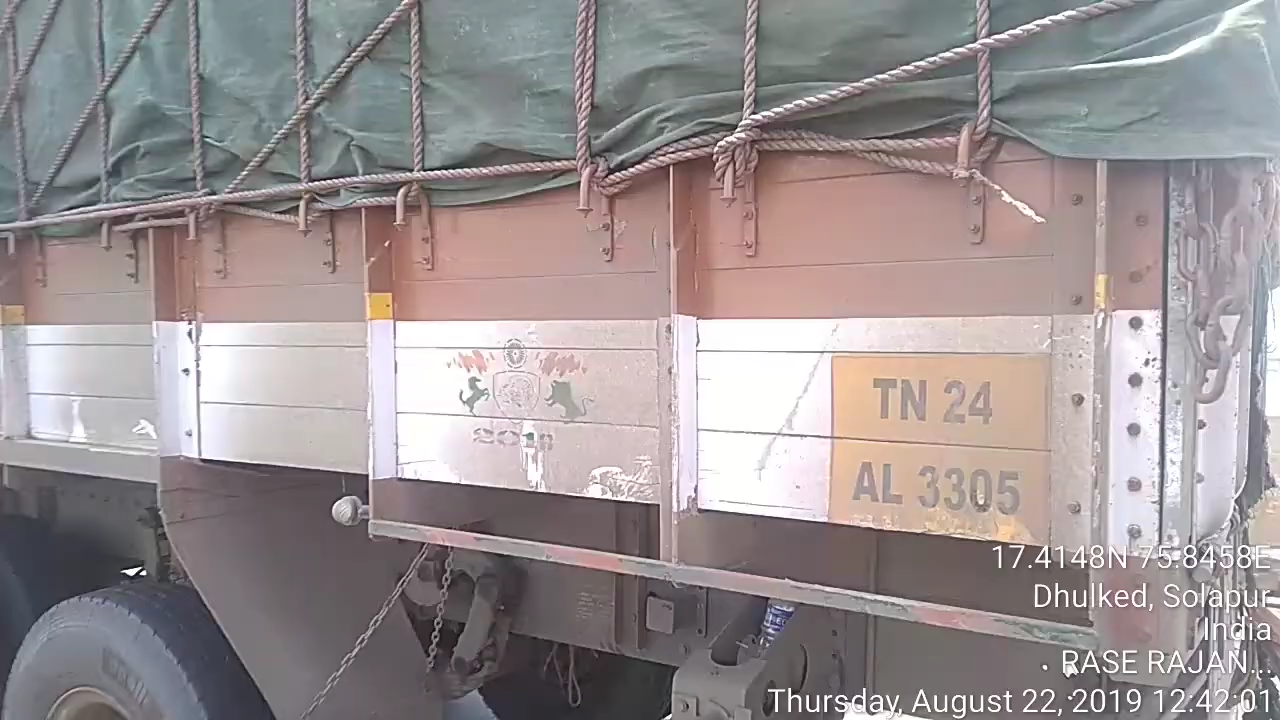 TN 24
AL 3305
17.4148N 75.8458E
Dhulked, Solapur
India
RASE RAJAN...
Thursday, August 22, 2019 12:42:01